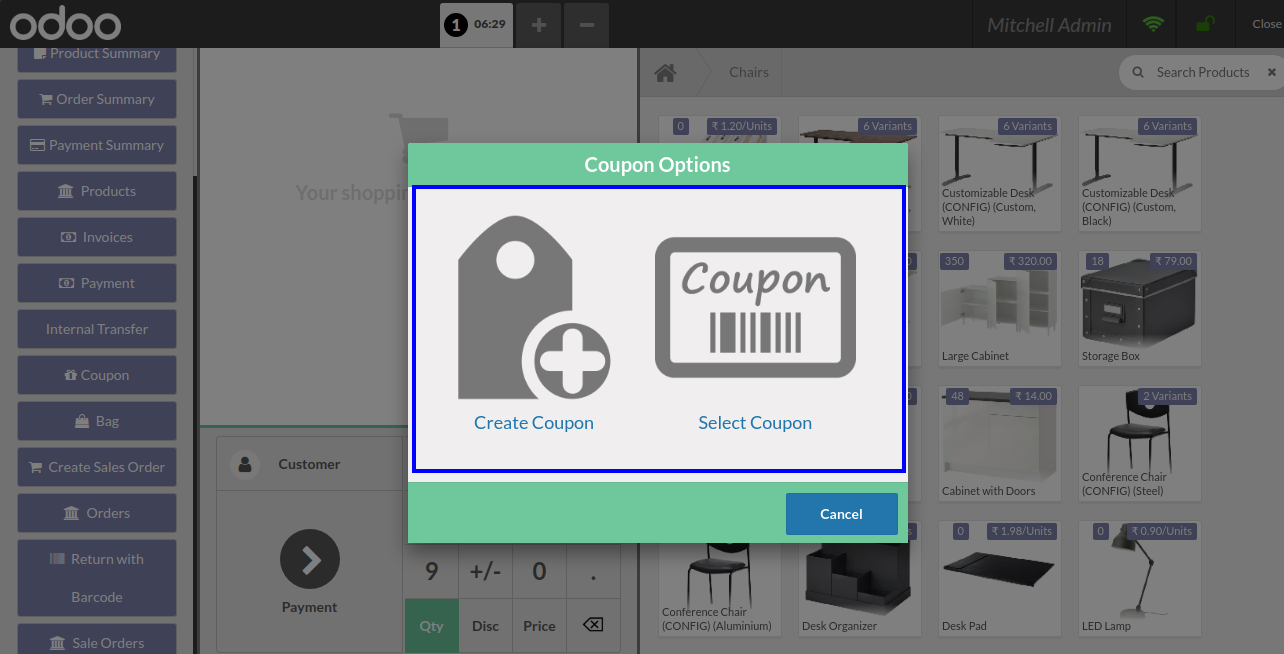 odoo
1 06:29 + −
Mitchell Admin
Close
Product Summary
Order Summary
Payment Summary
Products
Invoices
Payment
Internal Transfer
Coupon
Bag
Create Sales Order
Orders
Return with
Barcode
Sale Orders
Your shoppin
Customer
Payment
9 +/- 0 .
Qty Disc Price
Chairs
Search Products
0 ₹ 1.20/Units
6 Variants
6 Variants
Customizable Desk
(CONFIG) (Custom,
White)
6 Variants
Customizable Desk
(CONFIG) (Custom,
Black)
350 ₹ 320.00
Large Cabinet
18 ₹ 79.00
Storage Box
48 ₹ 14.00
Cabinet with Doors
2 Variants
Conference Chair
(CONFIG) (Steel)
Conference Chair
(CONFIG) (Aluminium)
Desk Organizer
0 ₹ 1.98/Units
Desk Pad
0 ₹ 0.90/Units
LED Lamp
Coupon Options
Coupon
Create Coupon
Select Coupon
Cancel